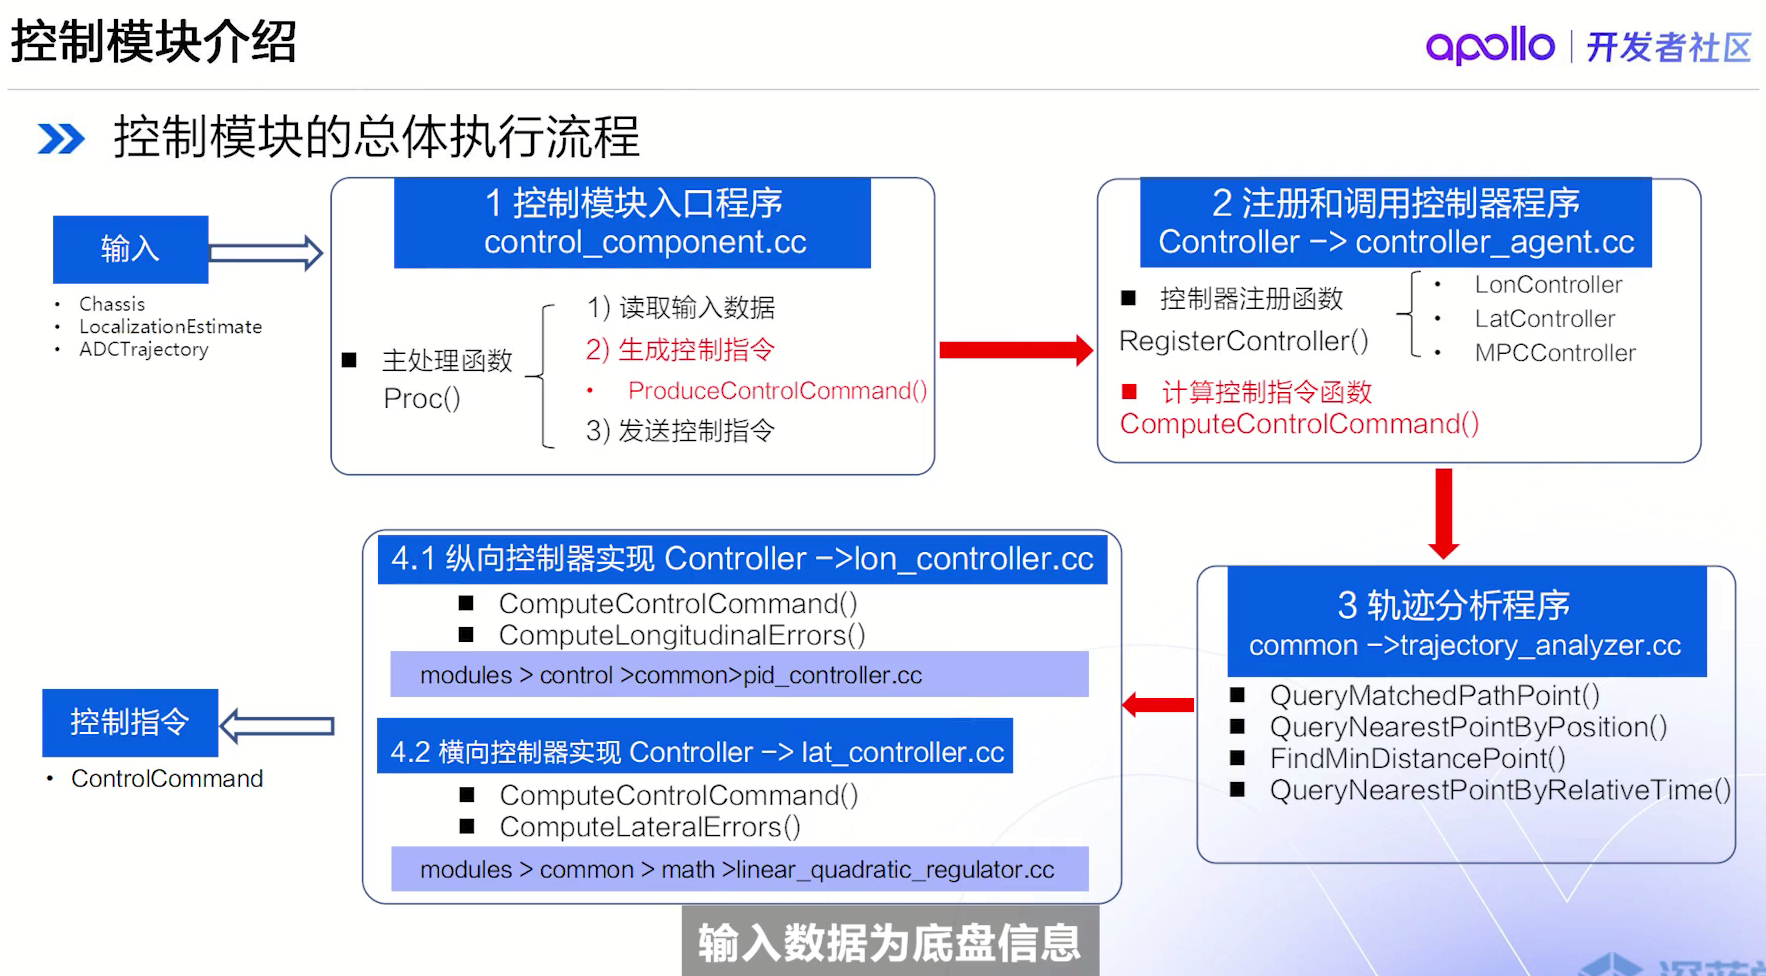 控制模块介绍
apollo 开发者社区
控制模块的总体执行流程
输入
• Chassis
• LocalizationEstimate
• ADCTrajectory
1 控制模块入口程序
control_component.cc
主处理函数
Proc()
1) 读取输入数据
2) 生成控制指令
• ProduceControlCommand()
3) 发送控制指令
2 注册和调用控制器程序
Controller –> controller_agent.cc
控制器注册函数
RegisterController()
• LonController
• LatController
• MPCController
计算控制指令函数
ComputeControlCommand()
3 轨迹分析程序
common –>trajectory_analyzer.cc
QueryMatchedPathPoint()
QueryNearestPointByPosition()
FindMinDistancePoint()
QueryNearestPointByRelativeTime()
4.1 纵向控制器实现 Controller –>lon_controller.cc
ComputeControlCommand()
ComputeLongitudinalErrors()
modules > control >common>pid_controller.cc
4.2 横向控制器实现 Controller –> lat_controller.cc
ComputeControlCommand()
ComputeLateralErrors()
modules > common > math >linear_quadratic_regulator.cc
控制指令
• ControlCommand
输入数据为底盘信息